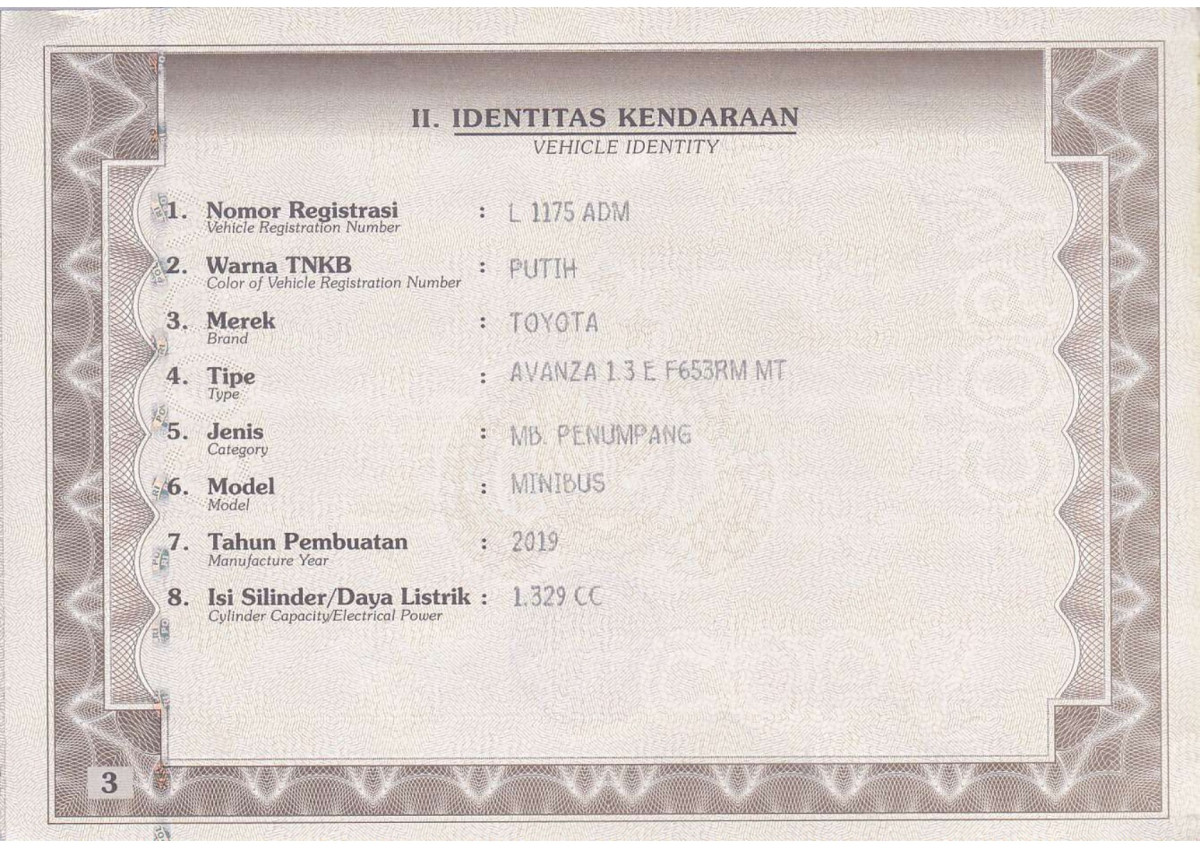 II. IDENTITAS KENDARAAN
VEHICLE IDENTITY
1. Nomor Registrasi : L 1175 ADM
Vehicle Registration Number
2. Warna TNKB : PUTIH
Color of Vehicle Registration Number
3. Merek : TOYOTA
Brand
4. Tipe : AVANZA 1.3 E F653RM MT
Type
5. Jenis : MB. PENUMPANG
Category
6. Model : MINIBUS
Model
7. Tahun Pembuatan : 2019
Manufacture Year
8. Isi Silinder/Daya Listrik : 1.329 CC
Cylinder Capacity/Electrical Power
COPY
COPY
3